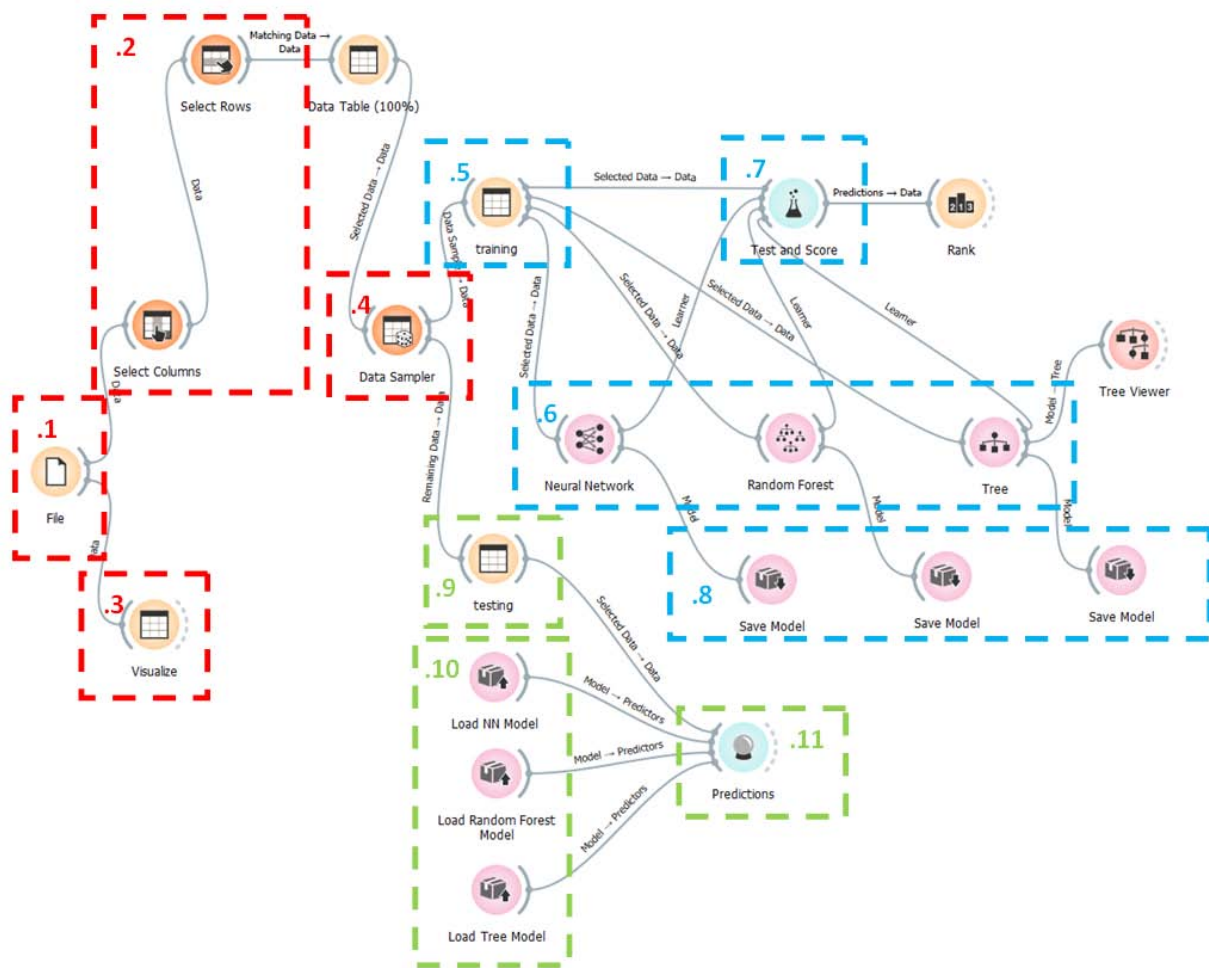 .2
Matching Data → Data
Select Rows
Data Table (100%)
Data
Selected Data → Data
.5
training
Selected Data → Data
.7
Test and Score
Predictions → Data
Rank
Data Sample → Data
Selected Data → Data
Selected Data → Data
Selected Data → Data
Learner
Learner
Learner
.4
Data Sampler
Select Columns
Data
Model → Tree
Tree Viewer
.1
File
Remaining Data → Data
.6
Neural Network
Random Forest
Tree
Model
Model
Model
Data
.3
Visualize
.9
testing
.8
Save Model
Save Model
Save Model
Selected Data → Data
.10
Load NN Model
Model → Predictors
Load Random Forest
Model
Model → Predictors
Load Tree Model
Model → Predictors
.11
Predictions